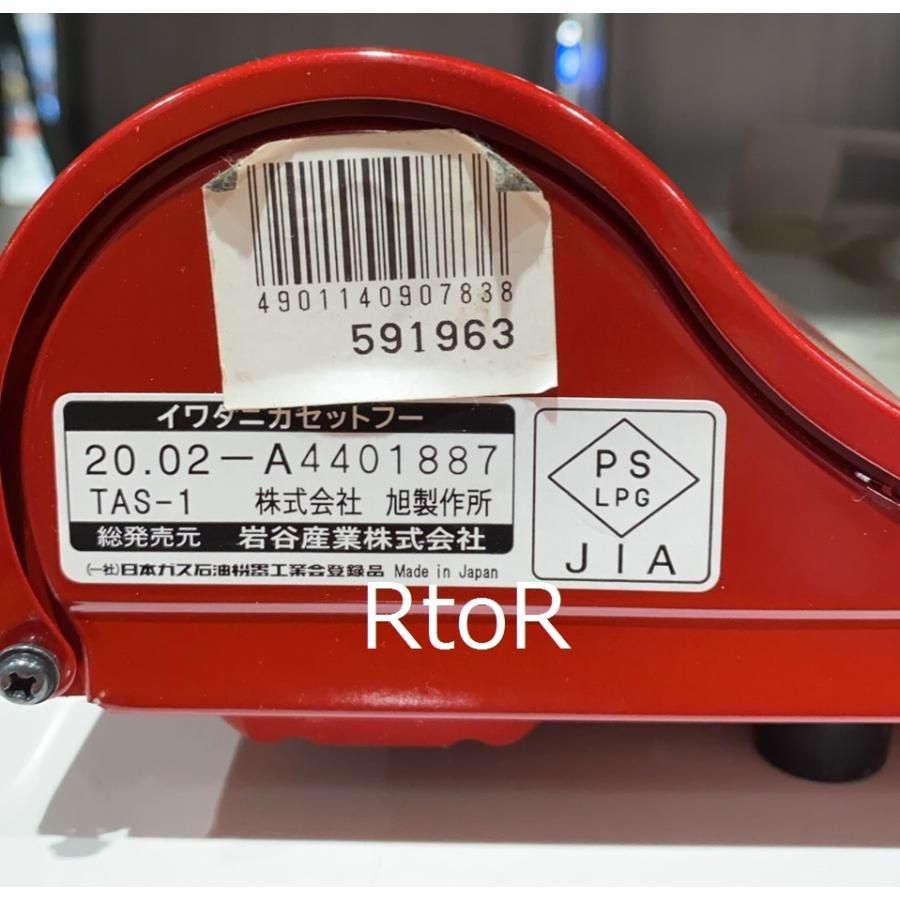 4901140907838
591963
イワタニカセットフー
20.02-A4401887
TAS-1 株式会社 旭製作所
総発売元 岩谷産業株式会社
(一社)日本ガス石油機器工業会登録品 Made in Japan
PS
LPG
JIA
RtoR